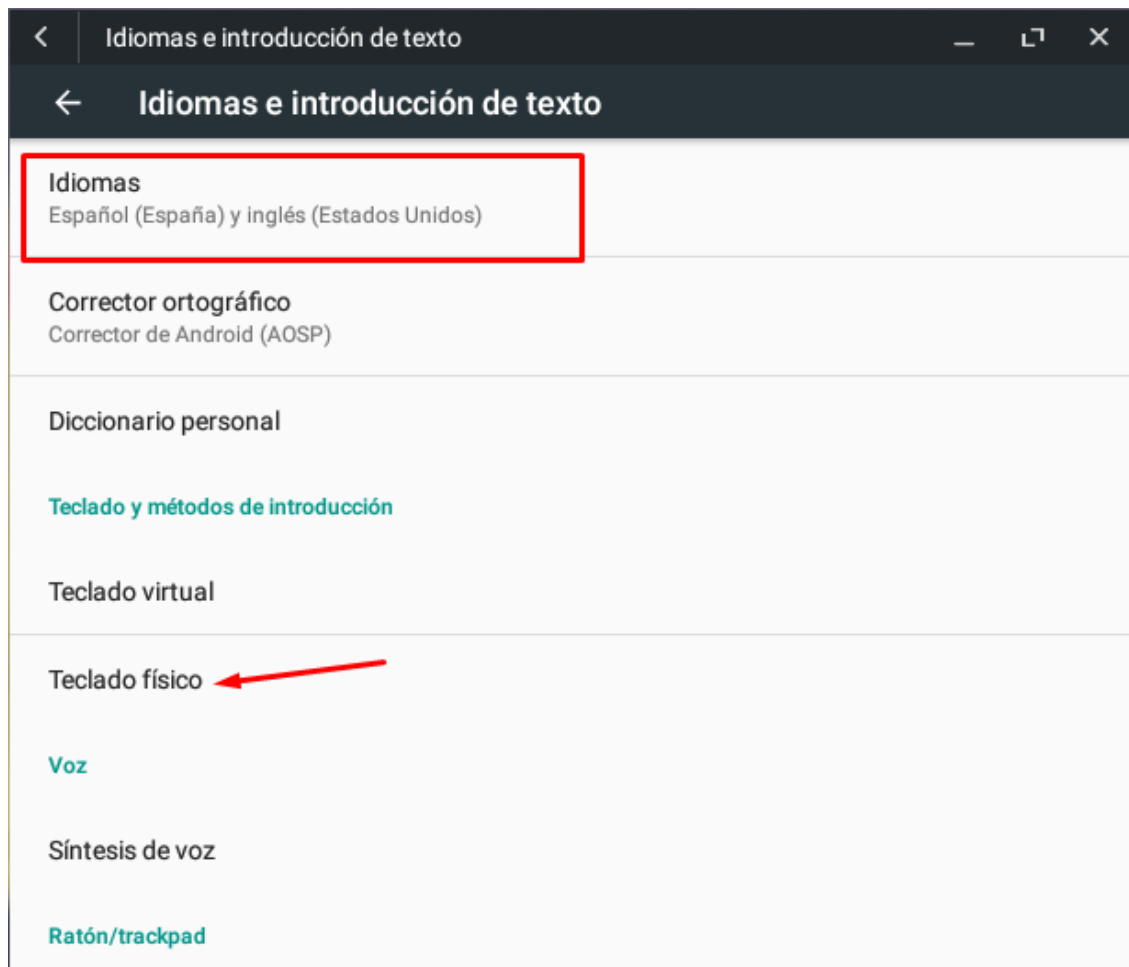 Idiomas e introducción de texto
Idiomas e introducción de texto
Idiomas
Español (España) y inglés (Estados Unidos)
Corrector ortográfico
Corrector de Android (AOSP)
Diccionario personal
Teclado y métodos de introducción
Teclado virtual
Teclado físico
Voz
Síntesis de voz
Ratón/trackpad